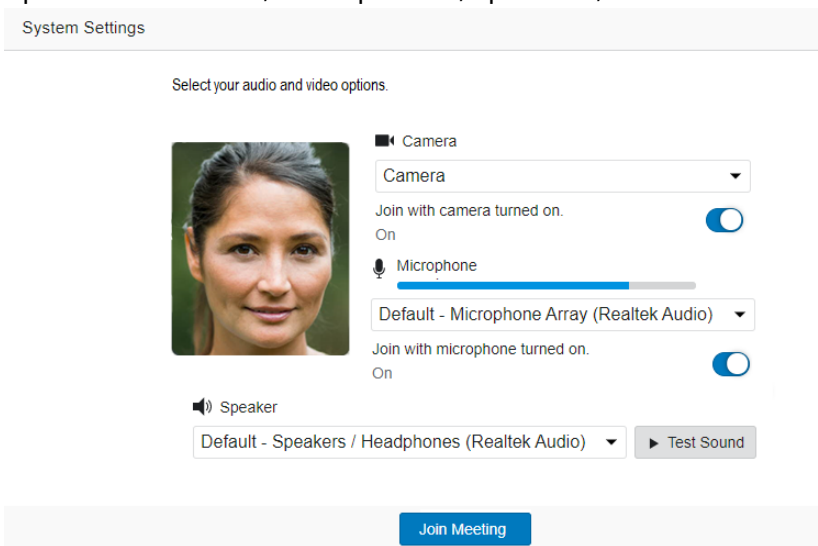 System Settings
Select your audio and video options.
Camera
Camera
Join with camera turned on.
On
Microphone
Default - Microphone Array (Realtek Audio)
Join with microphone turned on.
On
Speaker
Default - Speakers / Headphones (Realtek Audio)
Test Sound
Join Meeting